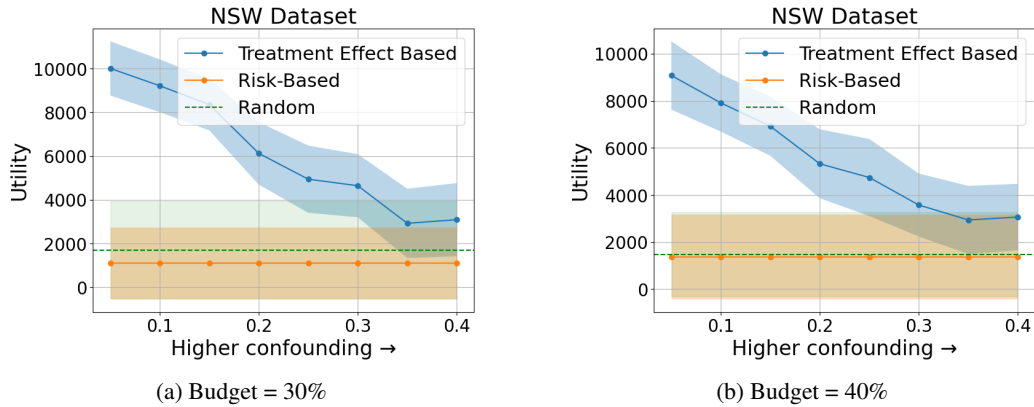 NSW Dataset
Treatment Effect Based
Risk-Based
Random
10000
8000
6000
4000
2000
0
Utility
0.1 0.2 0.3 0.4
Higher confounding →
(a) Budget = 30%
NSW Dataset
Treatment Effect Based
Risk-Based
Random
10000
8000
6000
4000
2000
0
Utility
0.1 0.2 0.3 0.4
Higher confounding →
(b) Budget = 40%